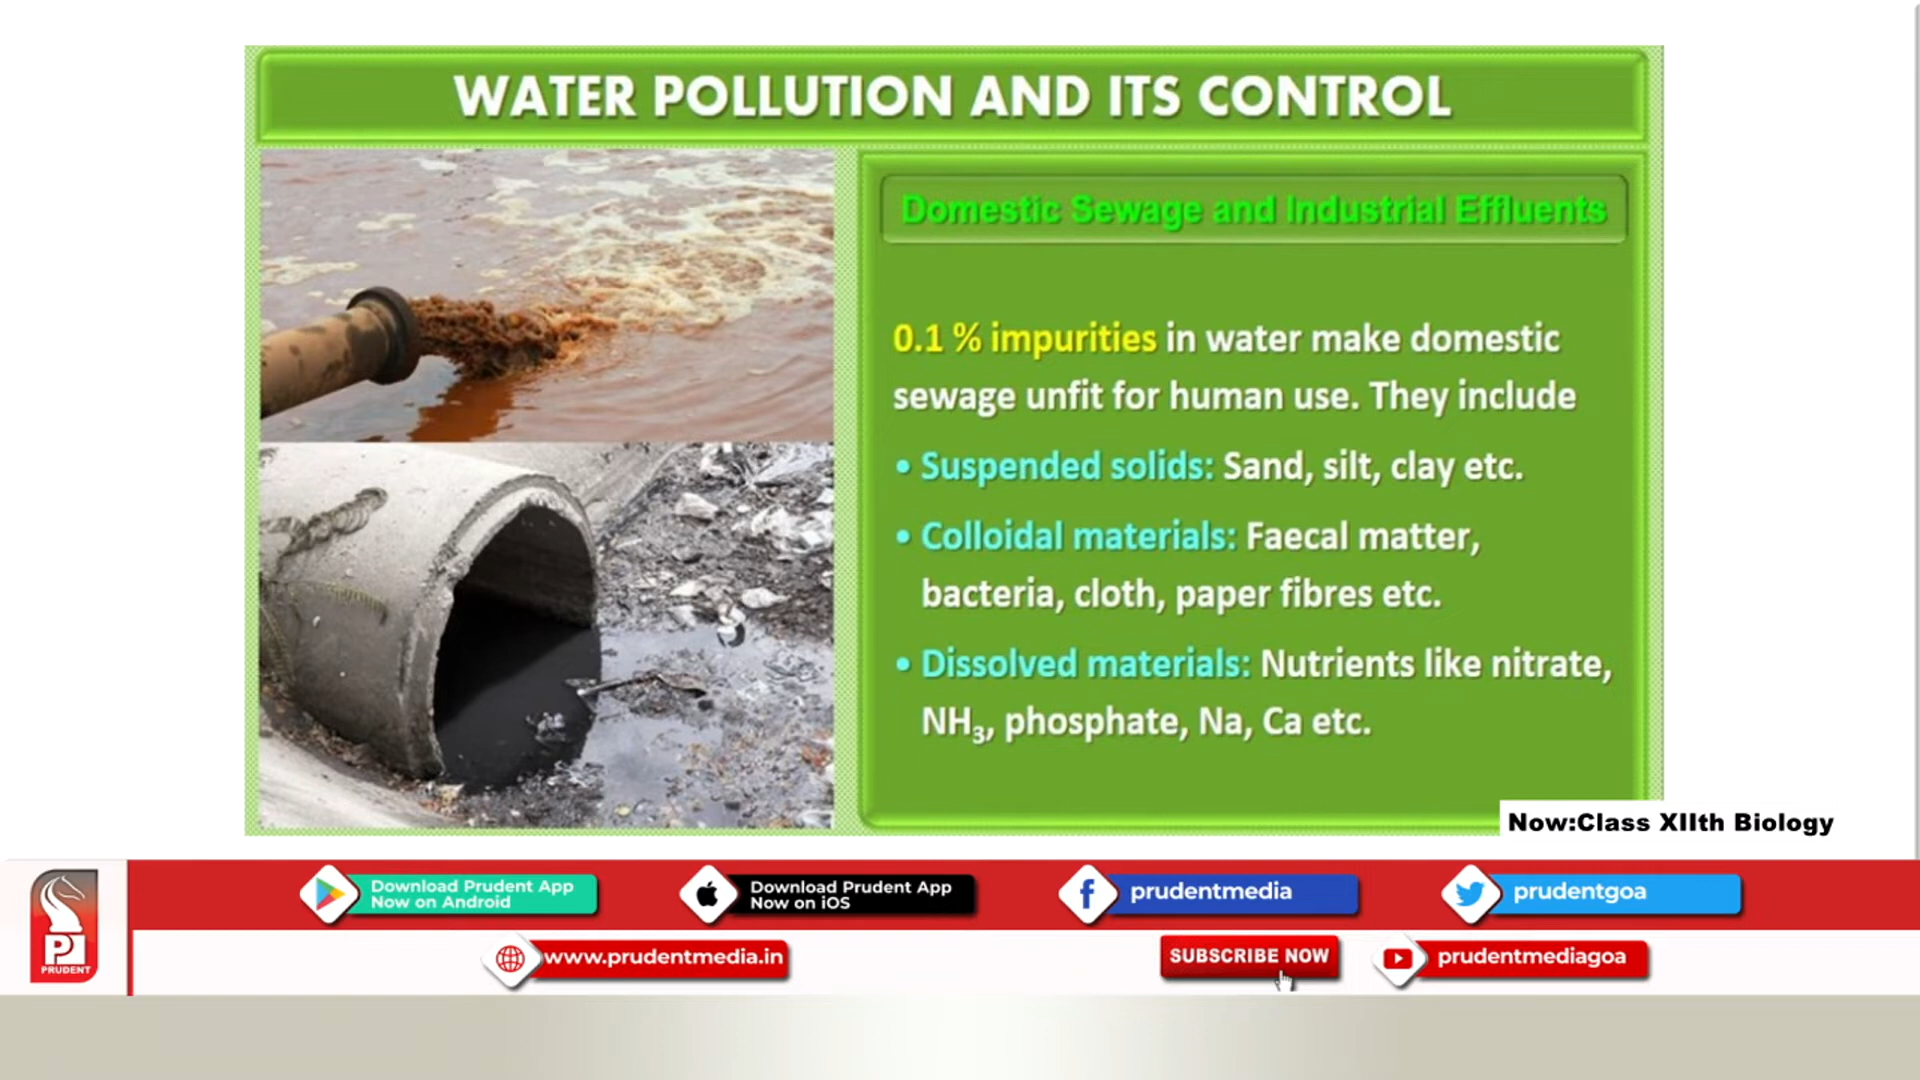 WATER POLLUTION AND ITS CONTROL
Domestic Sewage and Industrial Effluents
0.1 % impurities in water make domestic
sewage unfit for human use. They include
• Suspended solids: Sand, silt, clay etc.
• Colloidal materials: Faecal matter,
bacteria, cloth, paper fibres etc.
• Dissolved materials: Nutrients like nitrate,
NH₃, phosphate, Na, Ca etc.
Now:Class XIIth Biology
Download Prudent App
Now on Android
Download Prudent App
Now on iOS
prudentmedia
prudentgoa
PRUDENT
www.prudentmedia.in
SUBSCRIBE NOW
prudentmediagoa